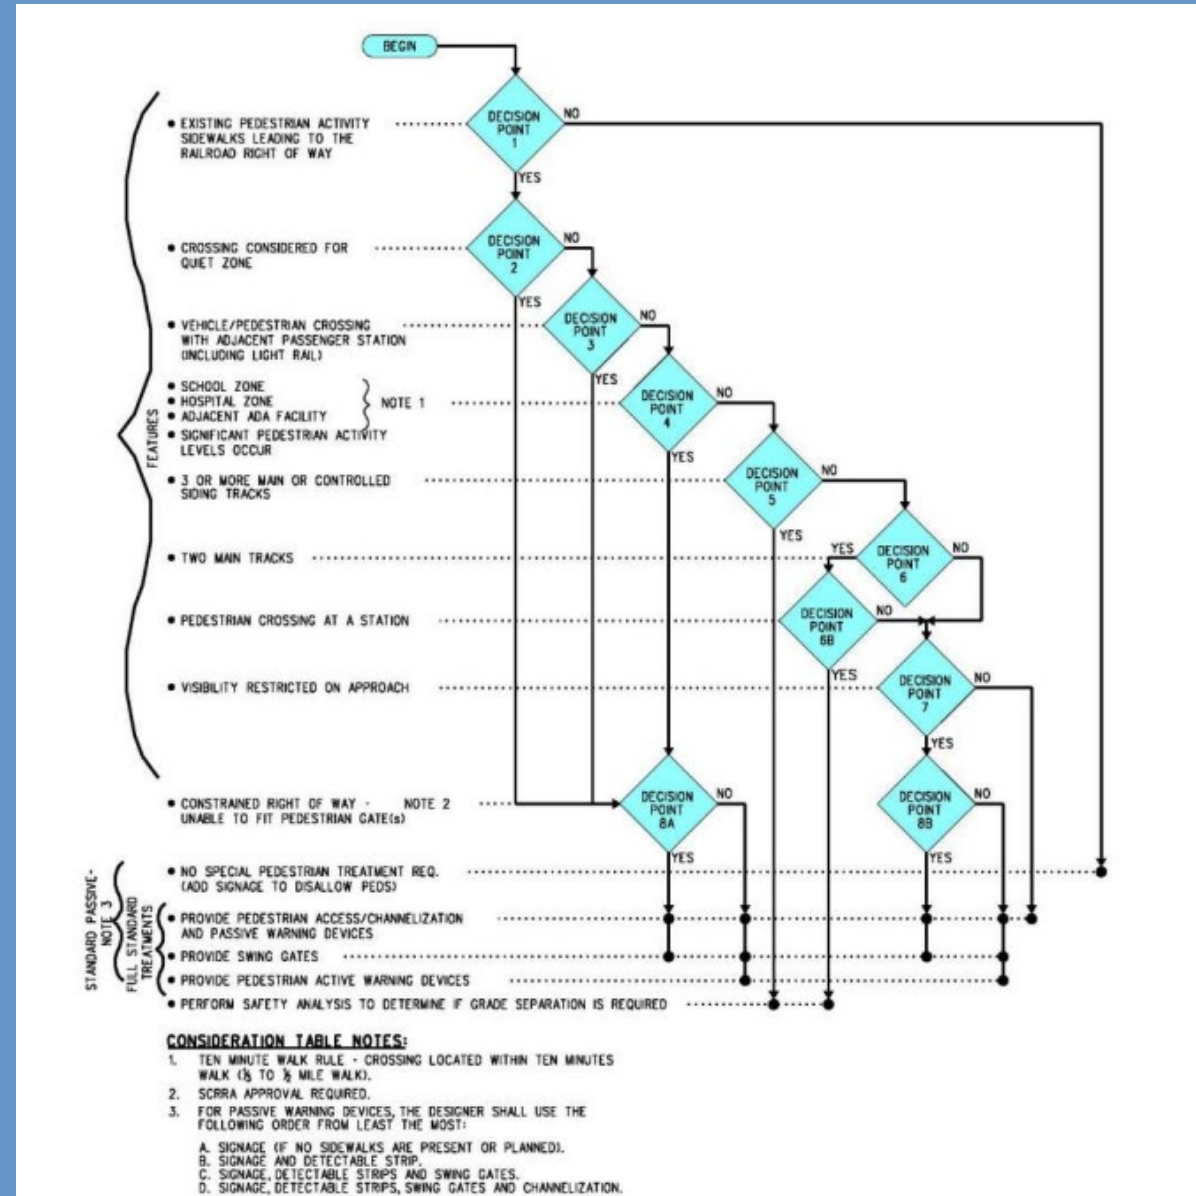 BEGIN
● EXISTING PEDESTRIAN ACTIVITY
SIDEWALKS LEADING TO THE
RAILROAD RIGHT OF WAY
DECISION
POINT
1
NO
YES
● CROSSING CONSIDERED FOR
QUIET ZONE
DECISION
POINT
2
NO
YES
● VEHICLE/PEDESTRIAN CROSSING
WITH ADJACENT PASSENGER STATION
(INCLUDING LIGHT RAIL)
DECISION
POINT
3
NO
YES
● SCHOOL ZONE
● HOSPITAL ZONE
● ADJACENT ADA FACILITY
NOTE 1
● SIGNIFICANT PEDESTRIAN ACTIVITY
LEVELS OCCUR
DECISION
POINT
4
NO
YES
● 3 OR MORE MAIN OR CONTROLLED
SIDING TRACKS
DECISION
POINT
5
NO
YES
● TWO MAIN TRACKS
YES
DECISION
POINT
6
NO
● PEDESTRIAN CROSSING AT A STATION
DECISION
POINT
6B
NO
YES
● VISIBILITY RESTRICTED ON APPROACH
DECISION
POINT
7
NO
YES
FEATURES
● CONSTRAINED RIGHT OF WAY - NOTE 2
UNABLE TO FIT PEDESTRIAN GATE(s)
DECISION
POINT
8A
NO
YES
DECISION
POINT
8B
NO
YES
STANDARD PASSIVE-
NOTE 3
FULL STANDARD
TREATMENTS
● NO SPECIAL PEDESTRIAN TREATMENT REQ.
(ADD SIGNAGE TO DISALLOW PEDS)
● PROVIDE PEDESTRIAN ACCESS/CHANNELIZATION
AND PASSIVE WARNING DEVICES
● PROVIDE SWING GATES
● PROVIDE PEDESTRIAN ACTIVE WARNING DEVICES
● PERFORM SAFETY ANALYSIS TO DETERMINE IF GRADE SEPARATION IS REQUIRED
CONSIDERATION TABLE NOTES:
1. TEN MINUTE WALK RULE - CROSSING LOCATED WITHIN TEN MINUTES
WALK ( TO ½ MILE WALK).
2. SCRRA APPROVAL REQUIRED.
3. FOR PASSIVE WARNING DEVICES, THE DESIGNER SHALL USE THE
FOLLOWING ORDER FROM LEAST THE MOST:
A. SIGNAGE (IF NO SIDEWALKS ARE PRESENT OR PLANNED).
B. SIGNAGE AND DETECTABLE STRIP.
C. SIGNAGE, DETECTABLE STRIPS AND SWING GATES.
D. SIGNAGE, DETECTABLE STRIPS, SWING GATES AND CHANNELIZATION.